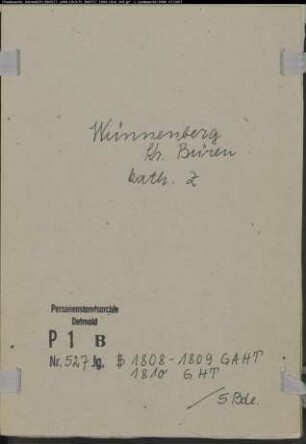 Wünnenberg
Kr. Büren
kath. Z
Personenstandsarchiv
Detmold
P 1 B
Nr. 527 Jg. $ 1808-1809 GAHT
1810 GHT
/ 5 Bde.